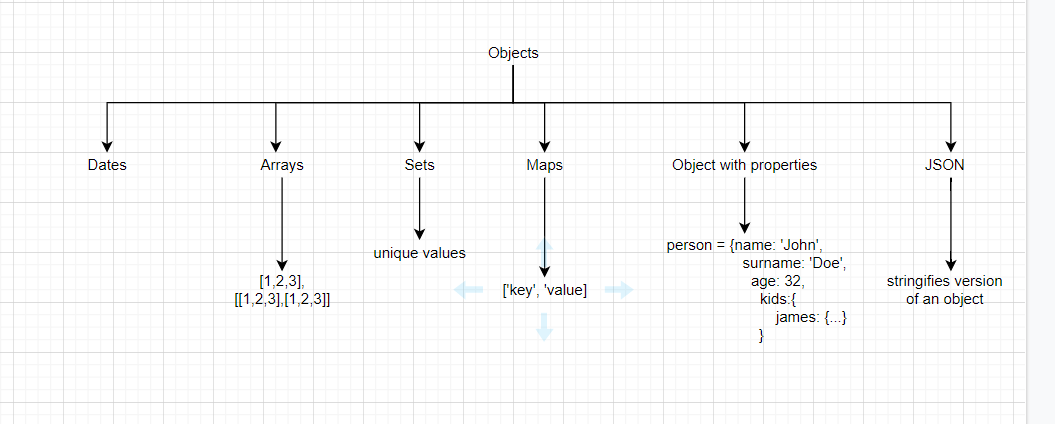 Objects
Dates
Arrays
Sets
Maps
Object with properties
JSON
[1,2,3],
[[1,2,3],[1,2,3]]
unique values
['key', 'value]
person = {name: 'John',
surname: 'Doe',
age: 32,
kids:{
james: {...}
}
stringifies version
of an object